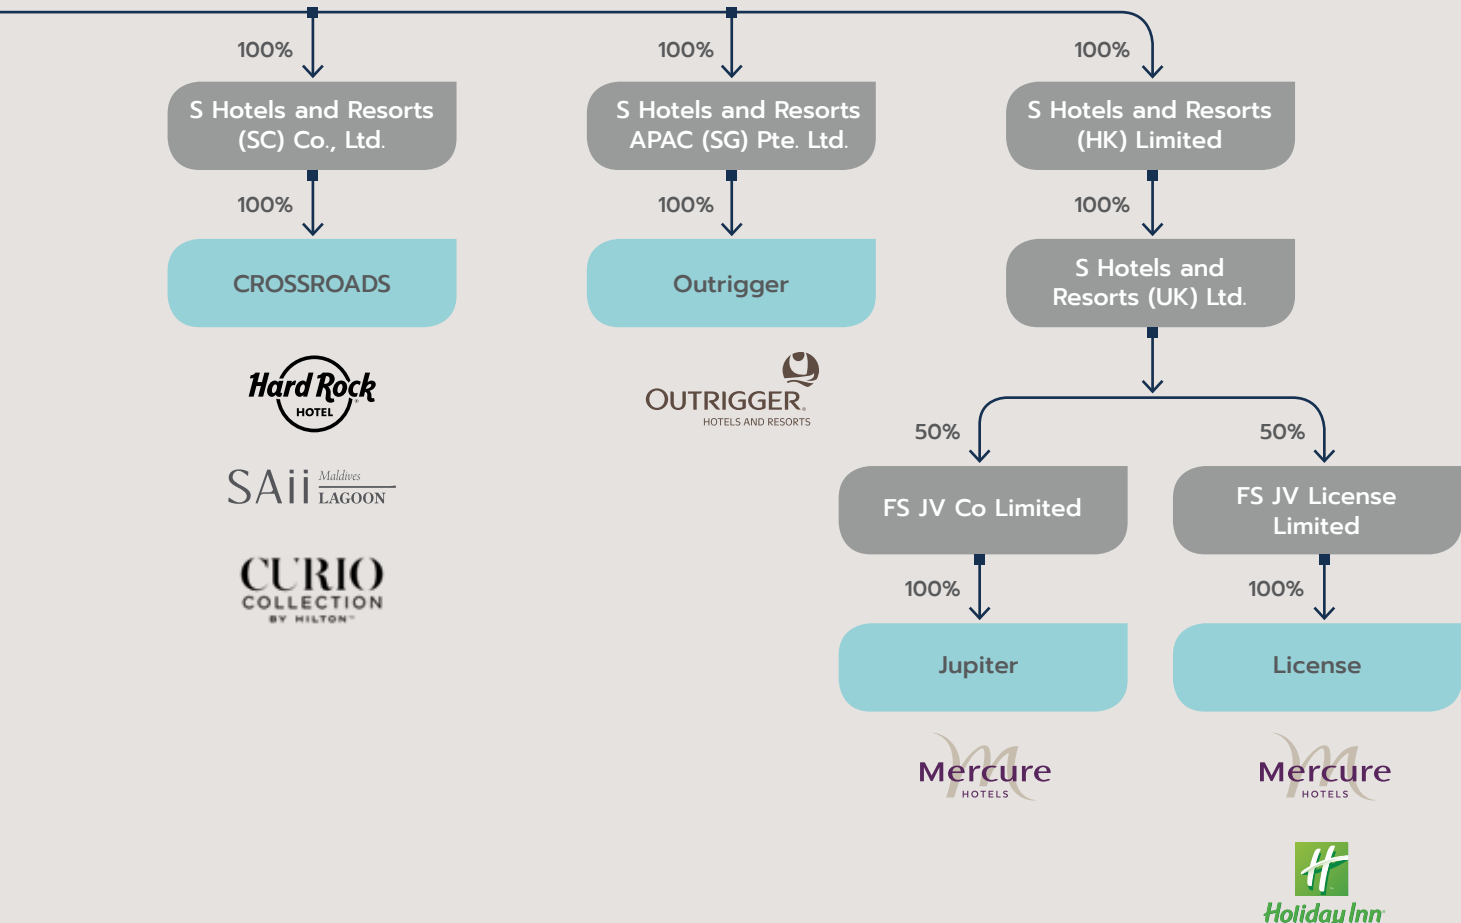 100%
100%
100%
S Hotels and Resorts
(SC) Co., Ltd.
S Hotels and Resorts
APAC (SG) Pte. Ltd.
S Hotels and Resorts
(HK) Limited
100%
100%
100%
CROSSROADS
Outrigger
S Hotels and
Resorts (UK) Ltd.
Hard Rock
HOTEL
OUTRIGGER®
HOTELS AND RESORTS
SAii Maldives
LAGOON
50%
50%
FS JV Co Limited
FS JV License
Limited
CURIO
COLLECTION
BY HILTON™
100%
100%
Jupiter
License
Mercure
HOTELS
Mercure
HOTELS
H
Holiday Inn